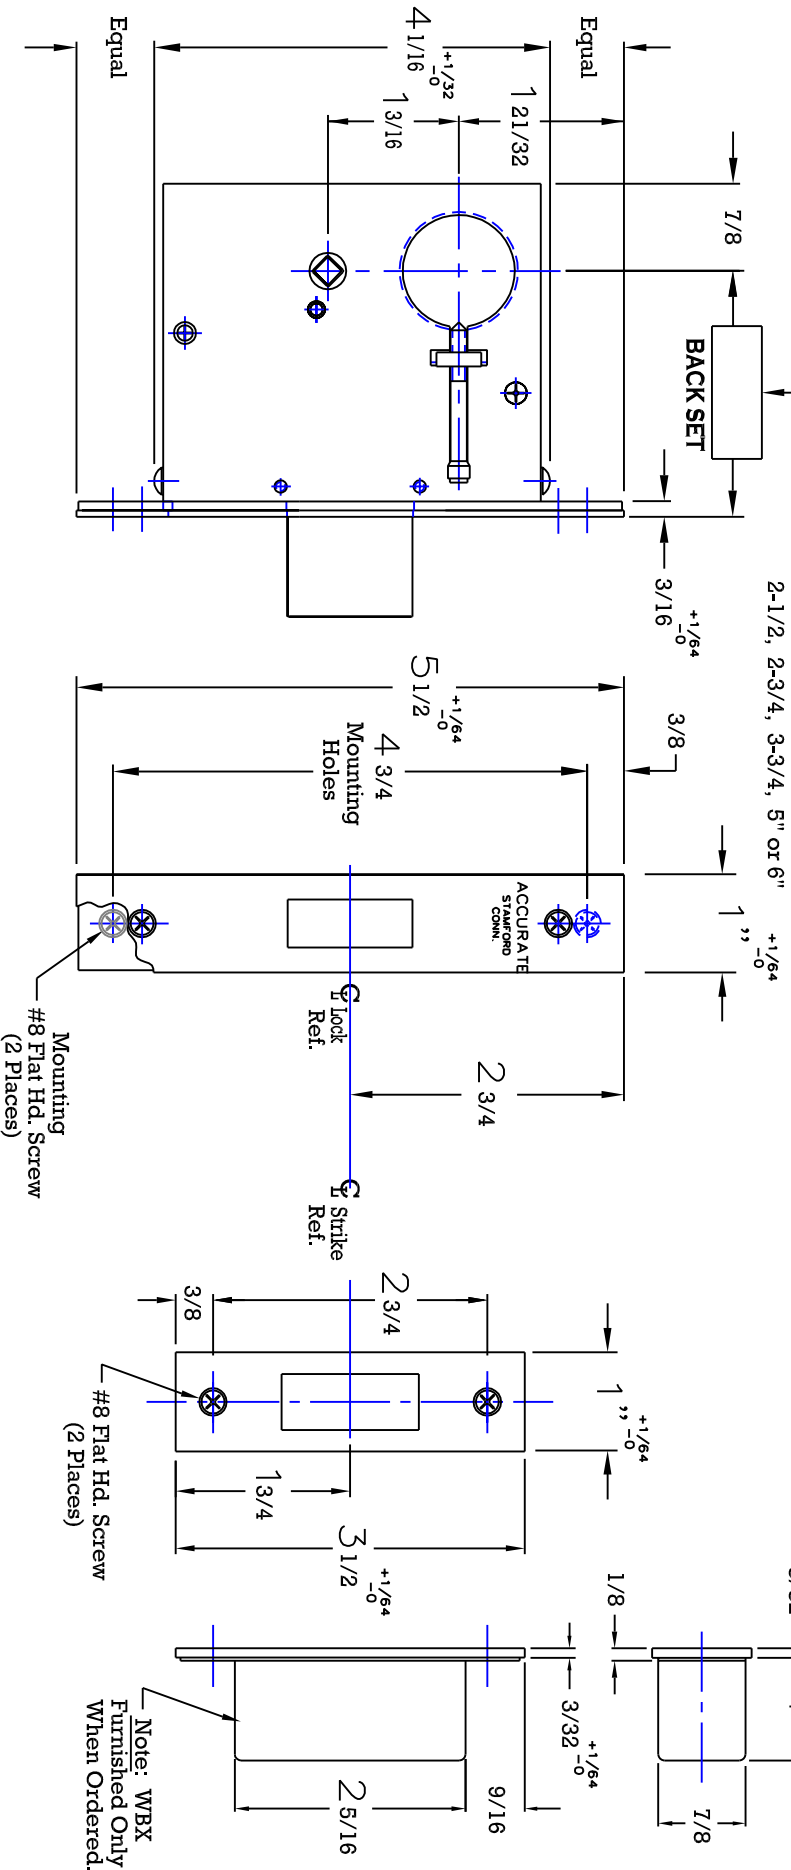 Equal
4 1/16 +1/32 -0
Equal
1 3/16
1 21/32
7/8
BACKSET
3/16 +1/64 -0
2-1/2, 2-3/4, 3-3/4, 5" or 6"
5 1/2 +1/64 -0
4 3/4
Mounting
Holes
3/8
1" +1/64 -0
ACCURATE
STAMFORD
CONN.
CL Lock
Ref.
2 3/4
Mounting
#8 Flat Hd. Screw
(2 Places)
CL Strike
Ref.
3/8
2 3/4
1" +1/64 -0
#8 Flat Hd. Screw
(2 Places)
1 3/4
3 1/2 +1/64 -0
1/8
3/32 +1/64 -0
9/16
2 5/16
7/8
Note: WBX
Furnished Only
When Ordered.